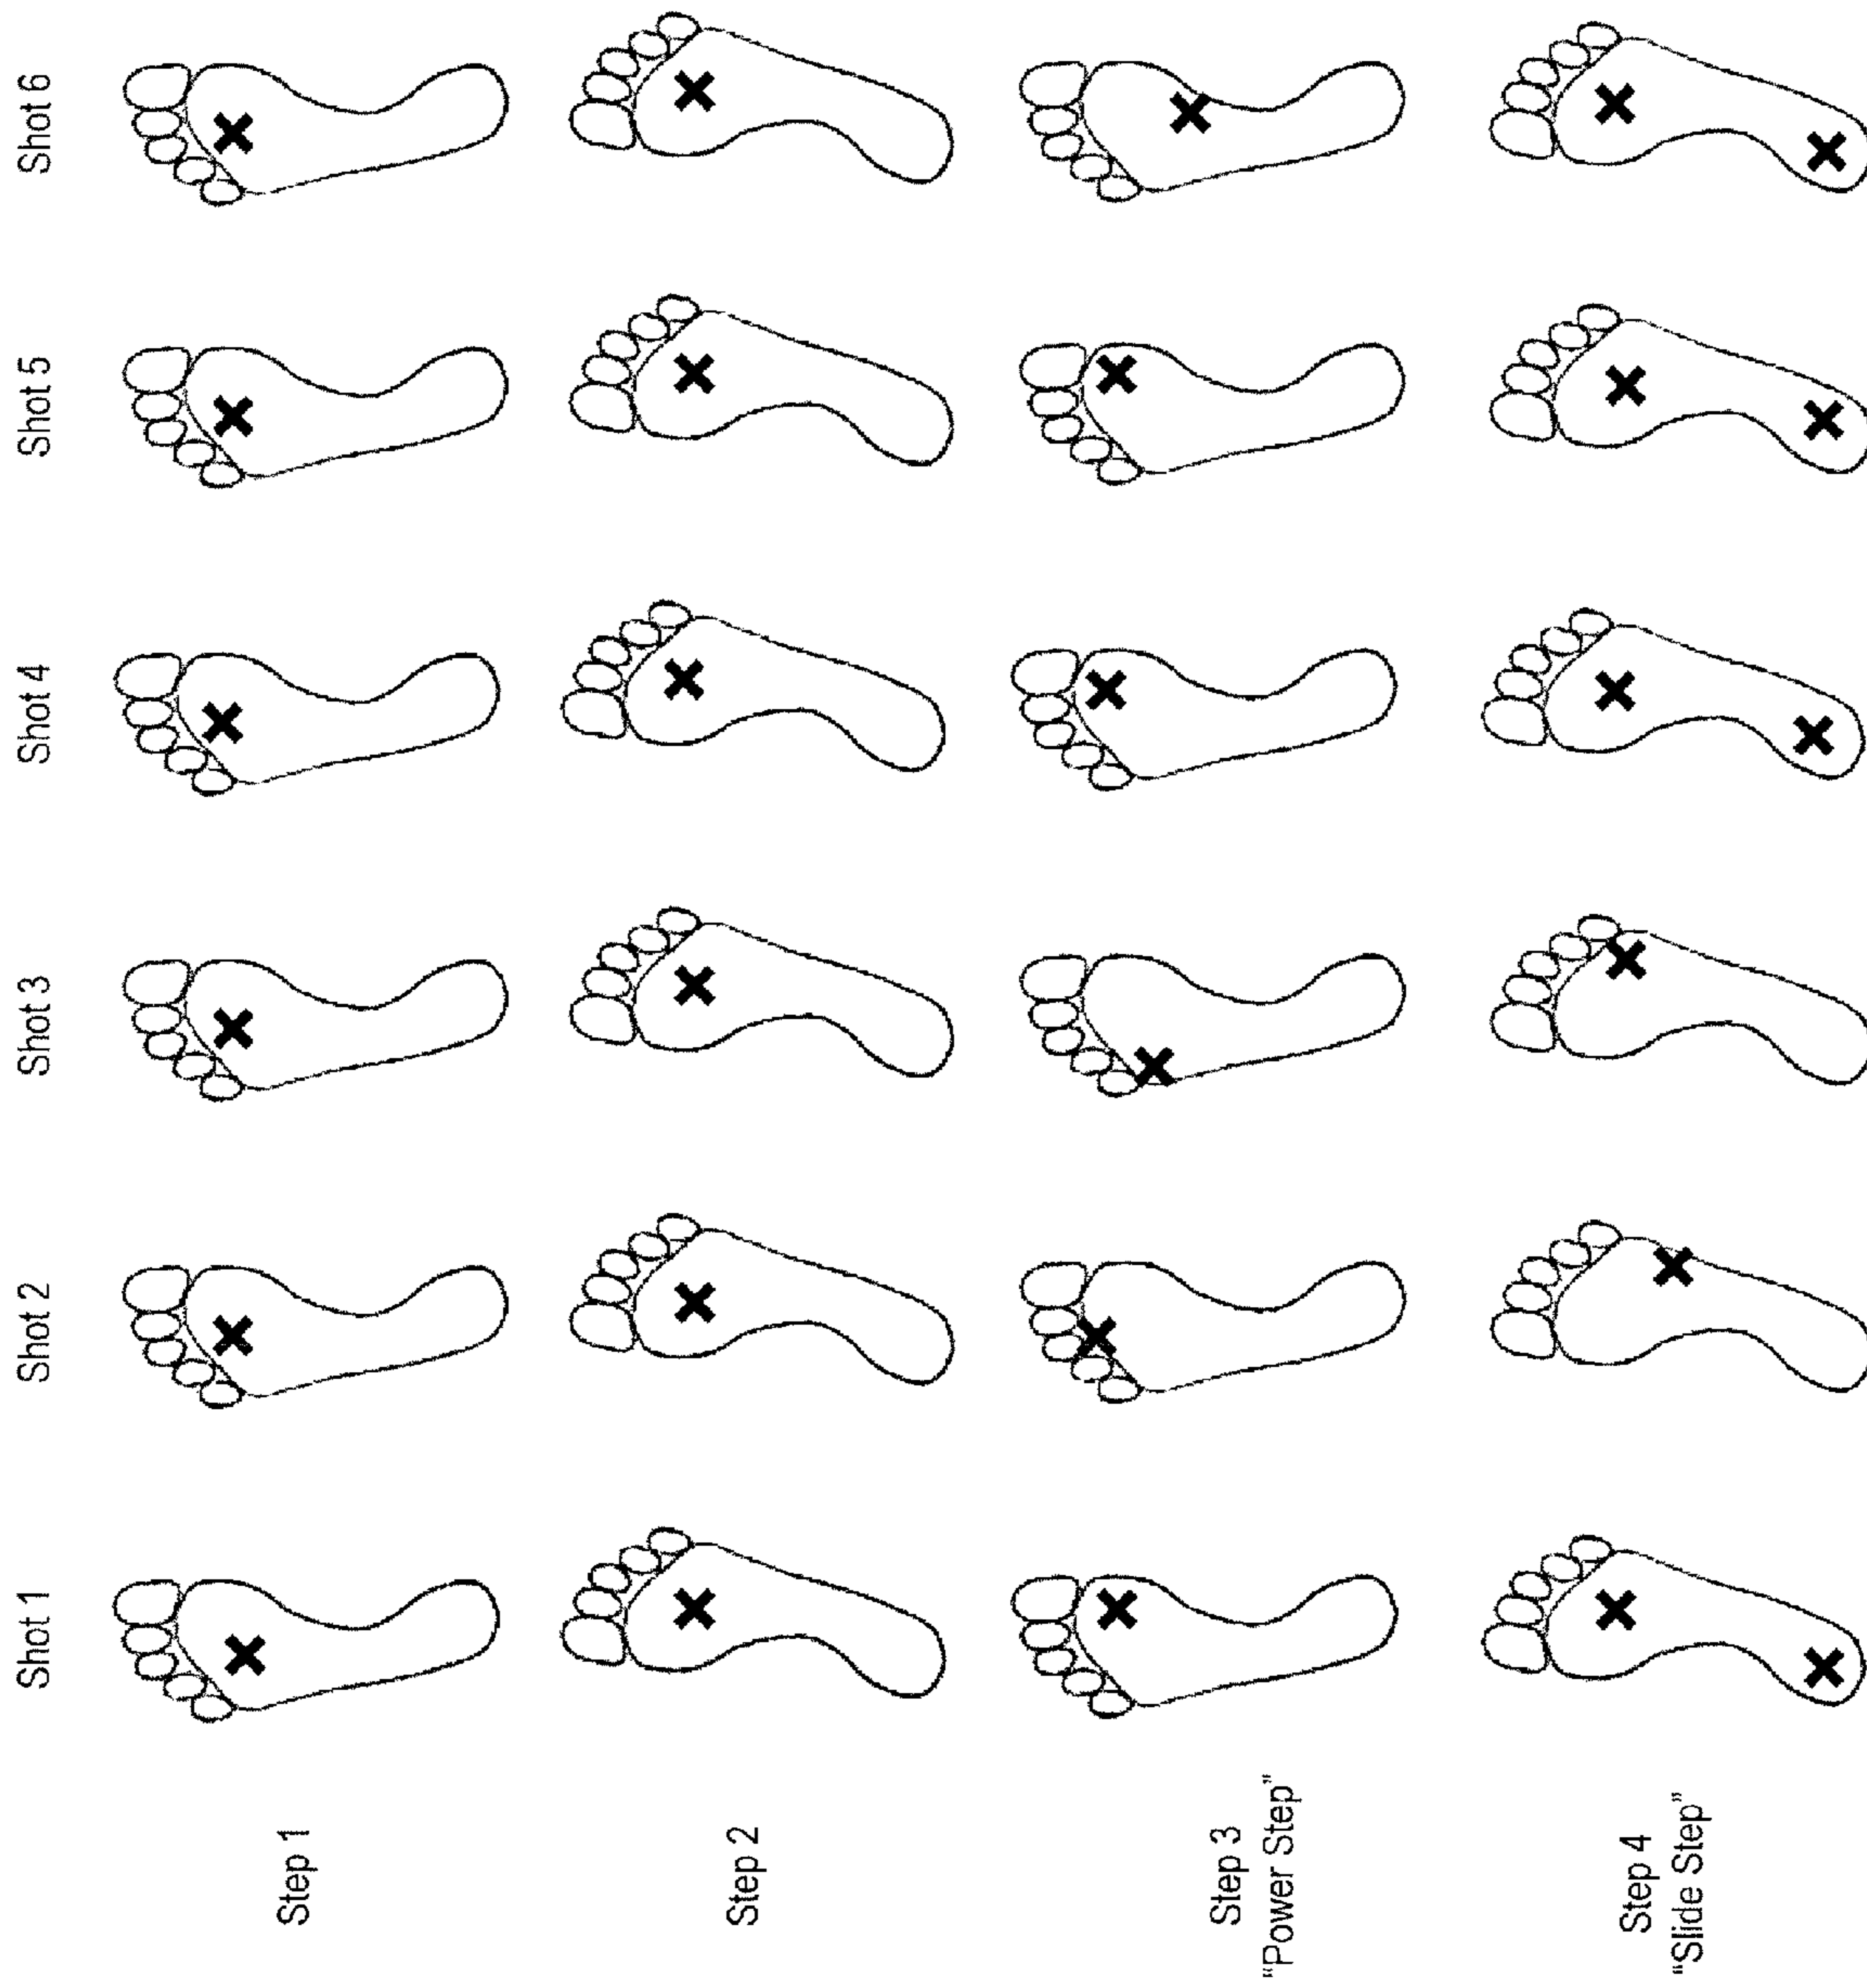 Shot 1
Shot 2
Shot 3
Shot 4
Shot 5
Shot 6
Step 1
Step 2
Step 3
"Power Step"
Step 4
"Slide Step"